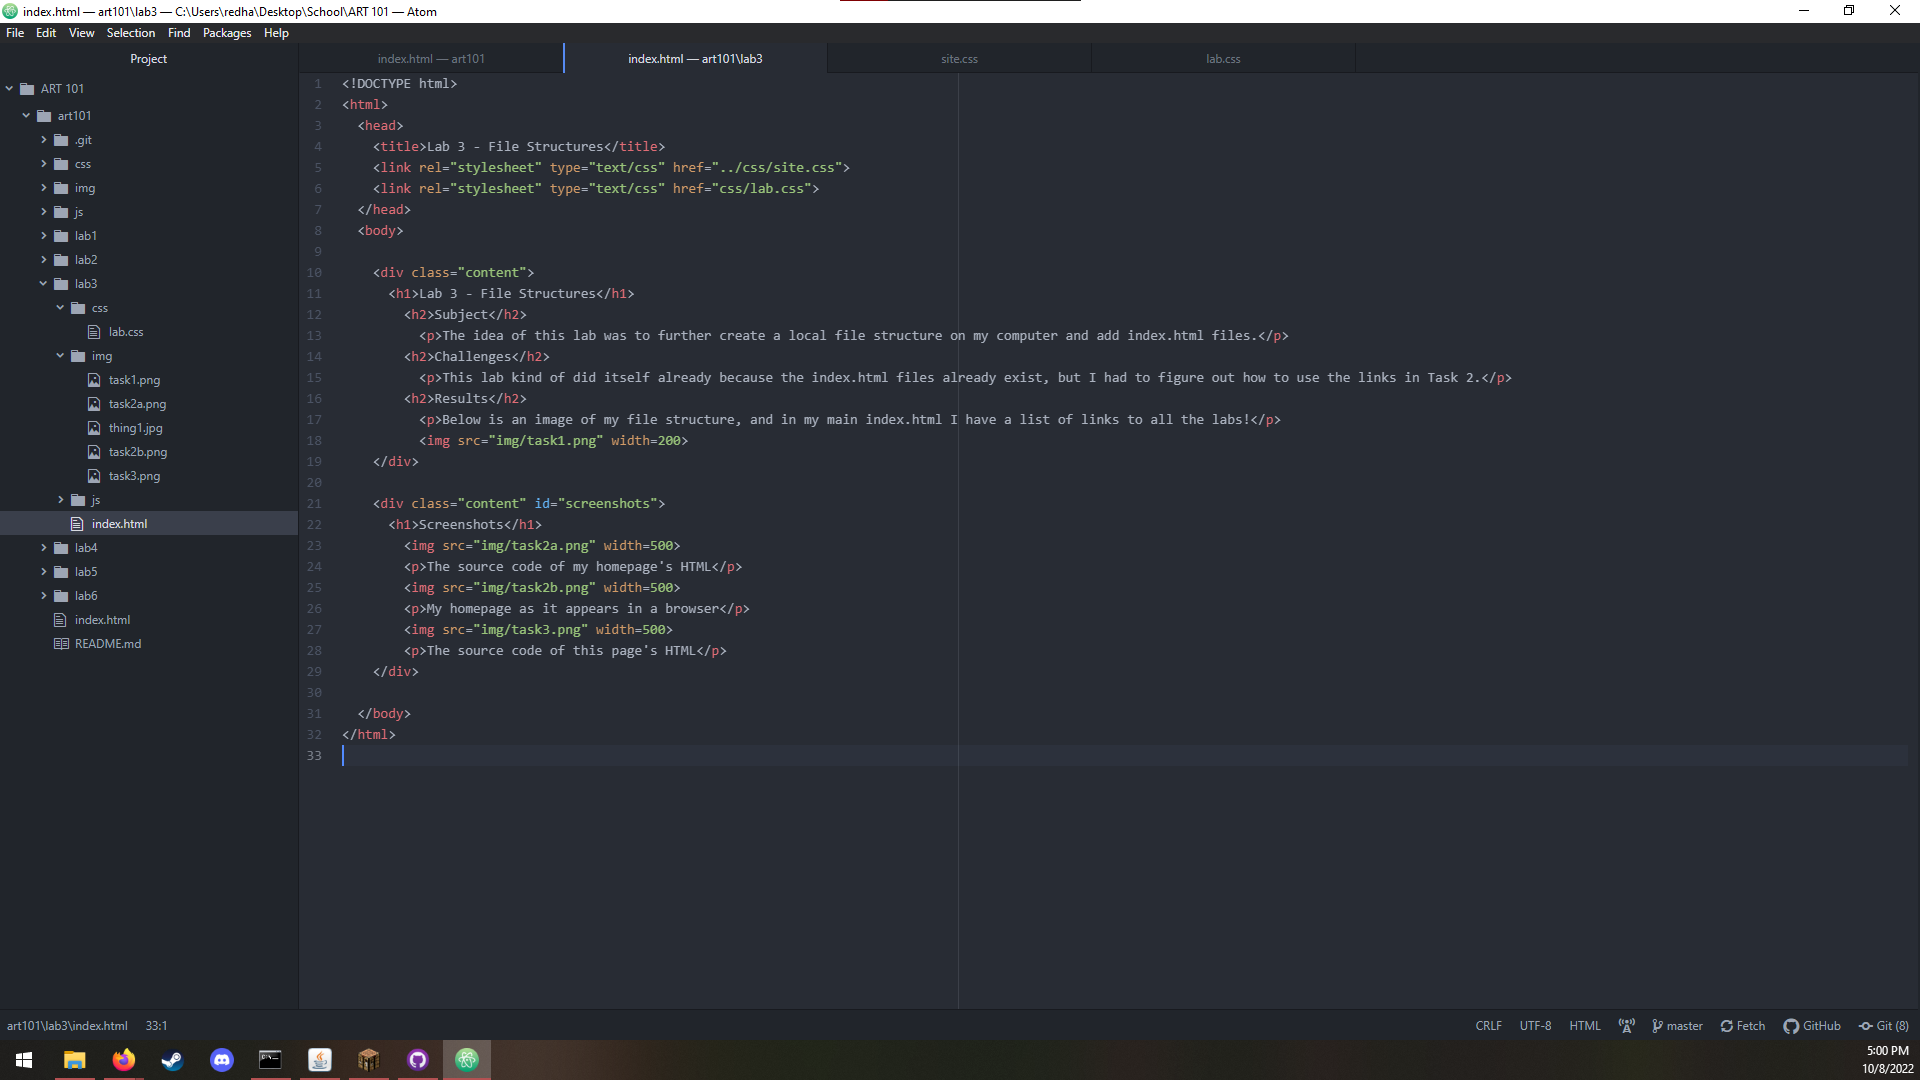 index.html — art101\lab3 — C:\Users\redha\Desktop\School\ART 101 — Atom
File Edit View Selection Find Packages Help
Project
index.html — art101 index.html — art101\lab3 site.css lab.css
ART 101
art101
.git
css
img
js
lab1
lab2
lab3
css
lab.css
img
task1.png
task2a.png
thing1.jpg
task2b.png
task3.png
js
index.html
lab4
lab5
lab6
index.html
README.md
1 <!DOCTYPE html>
2 <html>
3 <head>
4 <title>Lab 3 - File Structures</title>
5 <link rel="stylesheet" type="text/css" href="../css/site.css">
6 <link rel="stylesheet" type="text/css" href="css/lab.css">
7 </head>
8 <body>
9
10 <div class="content">
11 <h1>Lab 3 - File Structures</h1>
12 <h2>Subject</h2>
13 <p>The idea of this lab was to further create a local file structure on my computer and add index.html files.</p>
14 <h2>Challenges</h2>
15 <p>This lab kind of did itself already because the index.html files already exist, but I had to figure out how to use the links in Task 2.</p>
16 <h2>Results</h2>
17 <p>Below is an image of my file structure, and in my main index.html I have a list of links to all the labs!</p>
18 <img src="img/task1.png" width=200>
19 </div>
20
21 <div class="content" id="screenshots">
22 <h1>Screenshots</h1>
23 <img src="img/task2a.png" width=500>
24 <p>The source code of my homepage's HTML</p>
25 <img src="img/task2b.png" width=500>
26 <p>My homepage as it appears in a browser</p>
27 <img src="img/task3.png" width=500>
28 <p>The source code of this page's HTML</p>
29 </div>
30
31 </body>
32 </html>
33
art101\lab3\index.html 33:1 CRLF UTF-8 HTML master Fetch GitHub Git (8)
5:00 PM
10/8/2022